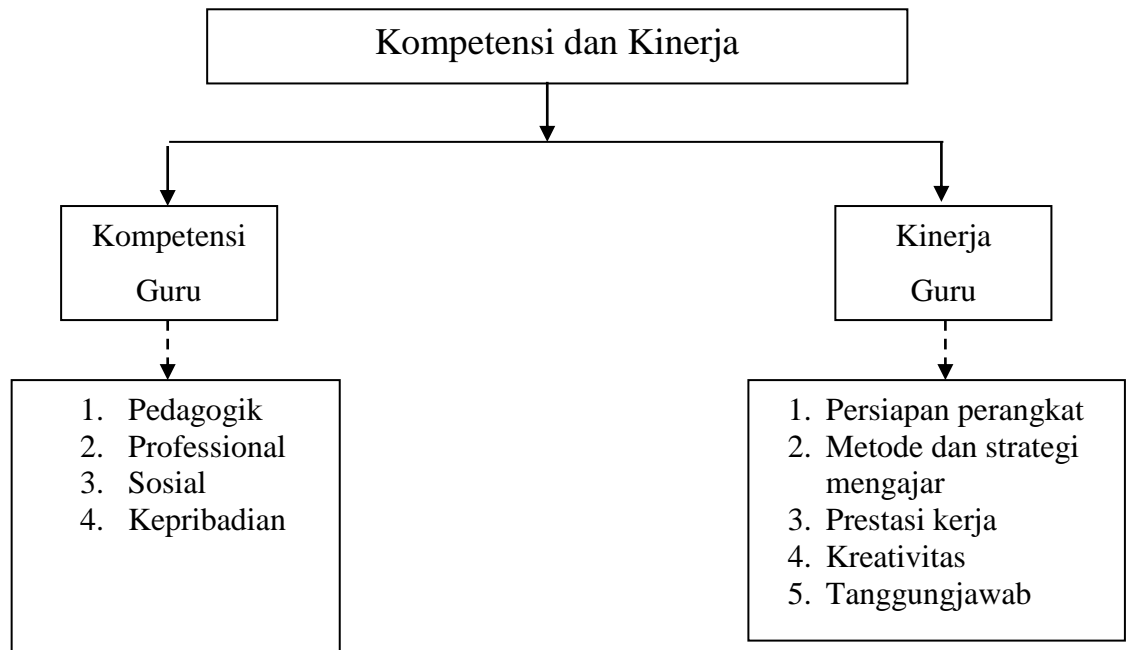 Kompetensi dan Kinerja
Kompetensi
Guru
Kinerja
Guru
1. Pedagogik
2. Professional
3. Sosial
4. Kepribadian
1. Persiapan perangkat
2. Metode dan strategi
mengajar
3. Prestasi kerja
4. Kreativitas
5. Tanggungjawab